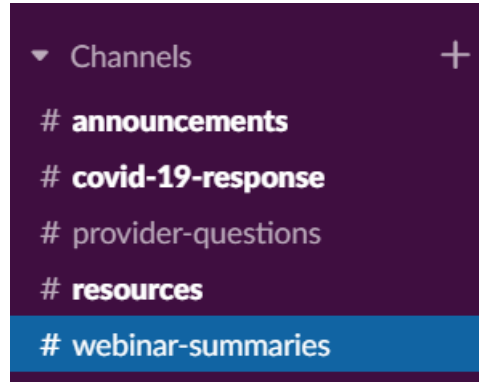 Channels
# announcements
# covid-19-response
# provider-questions
# resources
# webinar-summaries